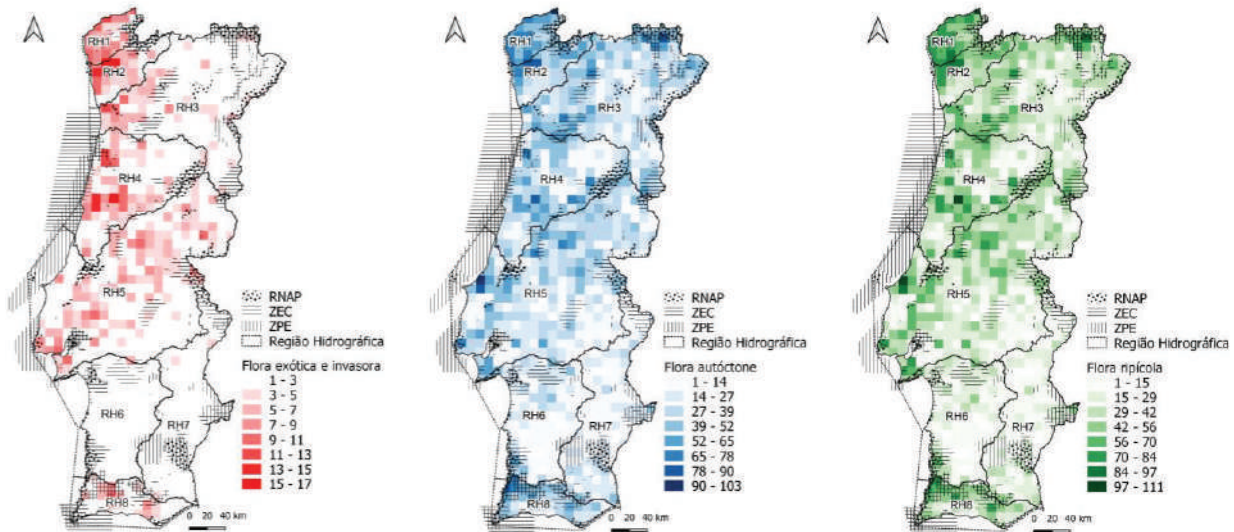 RH1
RH2
RH3
RH4
RH5
RH6
RH7
RH8
RNAP
ZEC
ZPE
Região Hidrográfica
Flora exótica e invasora
1 - 3
3 - 5
5 - 7
7 - 9
9 - 11
11 - 13
13 - 15
15 - 17
0 20 40 km
RH1
RH2
RH3
RH4
RH5
RH6
RH7
RH8
RNAP
ZEC
ZPE
Região Hidrográfica
Flora autóctone
1 - 14
14 - 27
27 - 39
39 - 52
52 - 65
65 - 78
78 - 90
90 - 103
0 20 40 km
RH1
RH2
RH3
RH4
RH5
RH6
RH7
RH8
RNAP
ZEC
ZPE
Região Hidrográfica
Flora ripícola
1 - 15
15 - 29
29 - 42
42 - 56
56 - 70
70 - 84
84 - 97
97 - 111
0 20 40 km